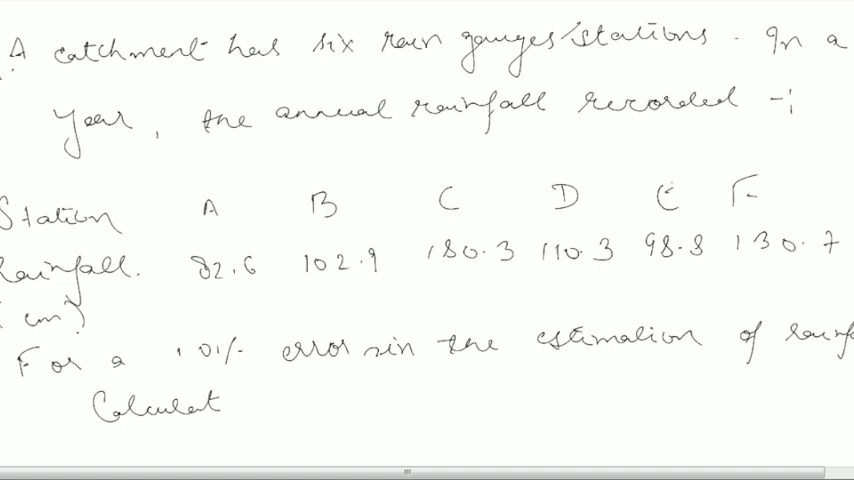 A catchment has six rain gauges/stations. In a
Year, the annual rainfall recorded -:
Station A B C D E F
Rainfall. 82.6 102.9 180.3 110.3 98.8 130.7
(cm)
For a 10% error in the estimation of rainfa
Calculat